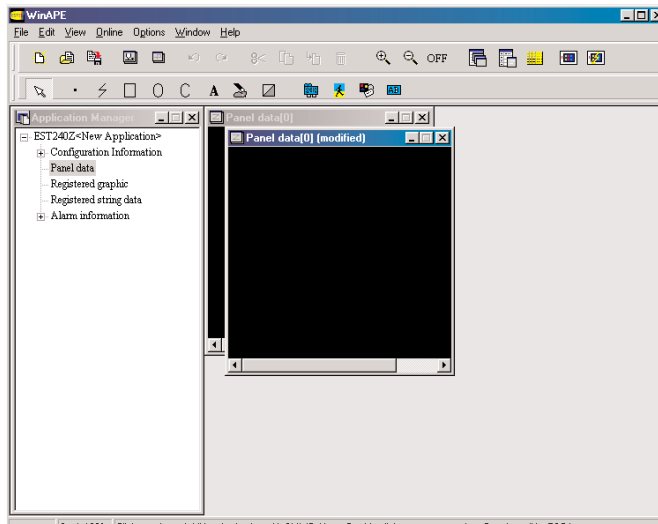 WinAPE
File Edit View Online Options Window Help
OFF
A
Application Manager
EST240Z<New Application>
Configuration Information
Panel data
Registered graphic
Registered string data
Alarm information
Panel data[0]
Panel data[0] (modified)